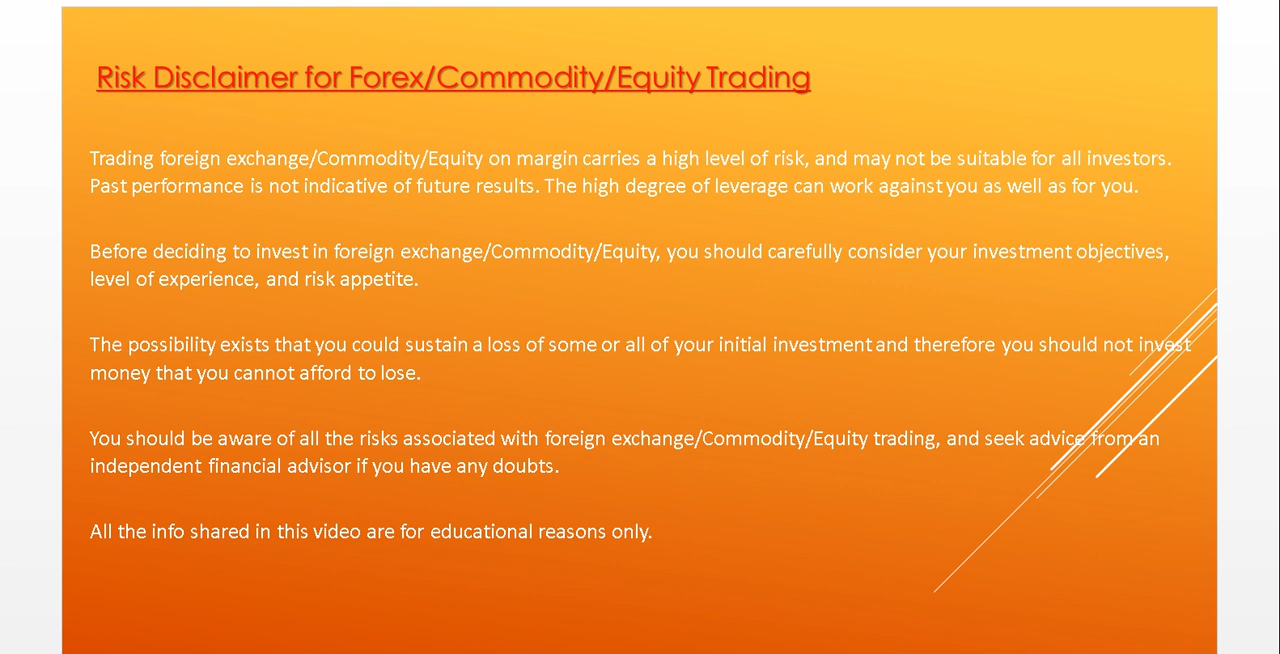 Risk Disclaimer for Forex/Commodity/Equity Trading
Trading foreign exchange/Commodity/Equity on margin carries a high level of risk, and may not be suitable for all investors.
Past performance is not indicative of future results. The high degree of leverage can work against you as well as for you.
Before deciding to invest in foreign exchange/Commodity/Equity, you should carefully consider your investment objectives,
level of experience, and risk appetite.
The possibility exists that you could sustain a loss of some or all of your initial investment and therefore you should not invest
money that you cannot afford to lose.
You should be aware of all the risks associated with foreign exchange/Commodity/Equity trading, and seek advice from an
independent financial advisor if you have any doubts.
All the info shared in this video are for educational reasons only.